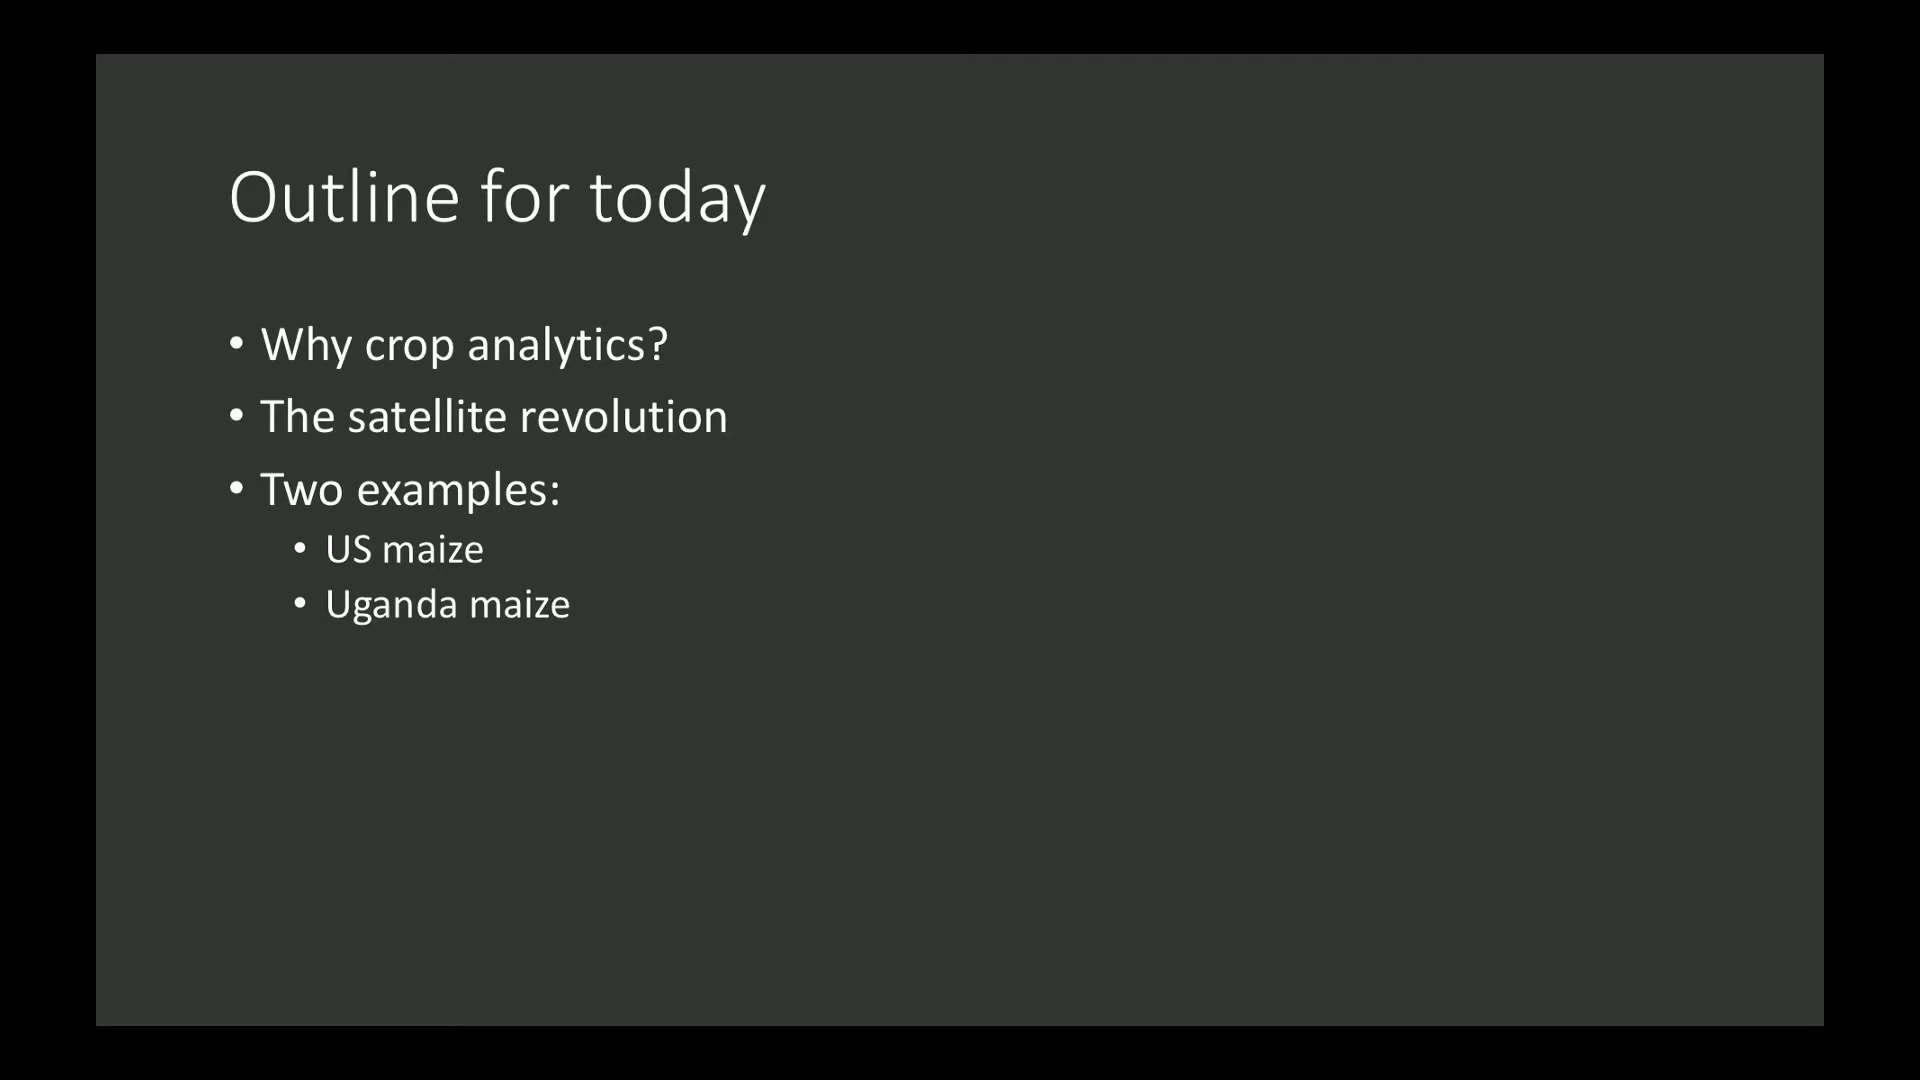 Outline for today
• Why crop analytics?
• The satellite revolution
• Two examples:
• US maize
• Uganda maize